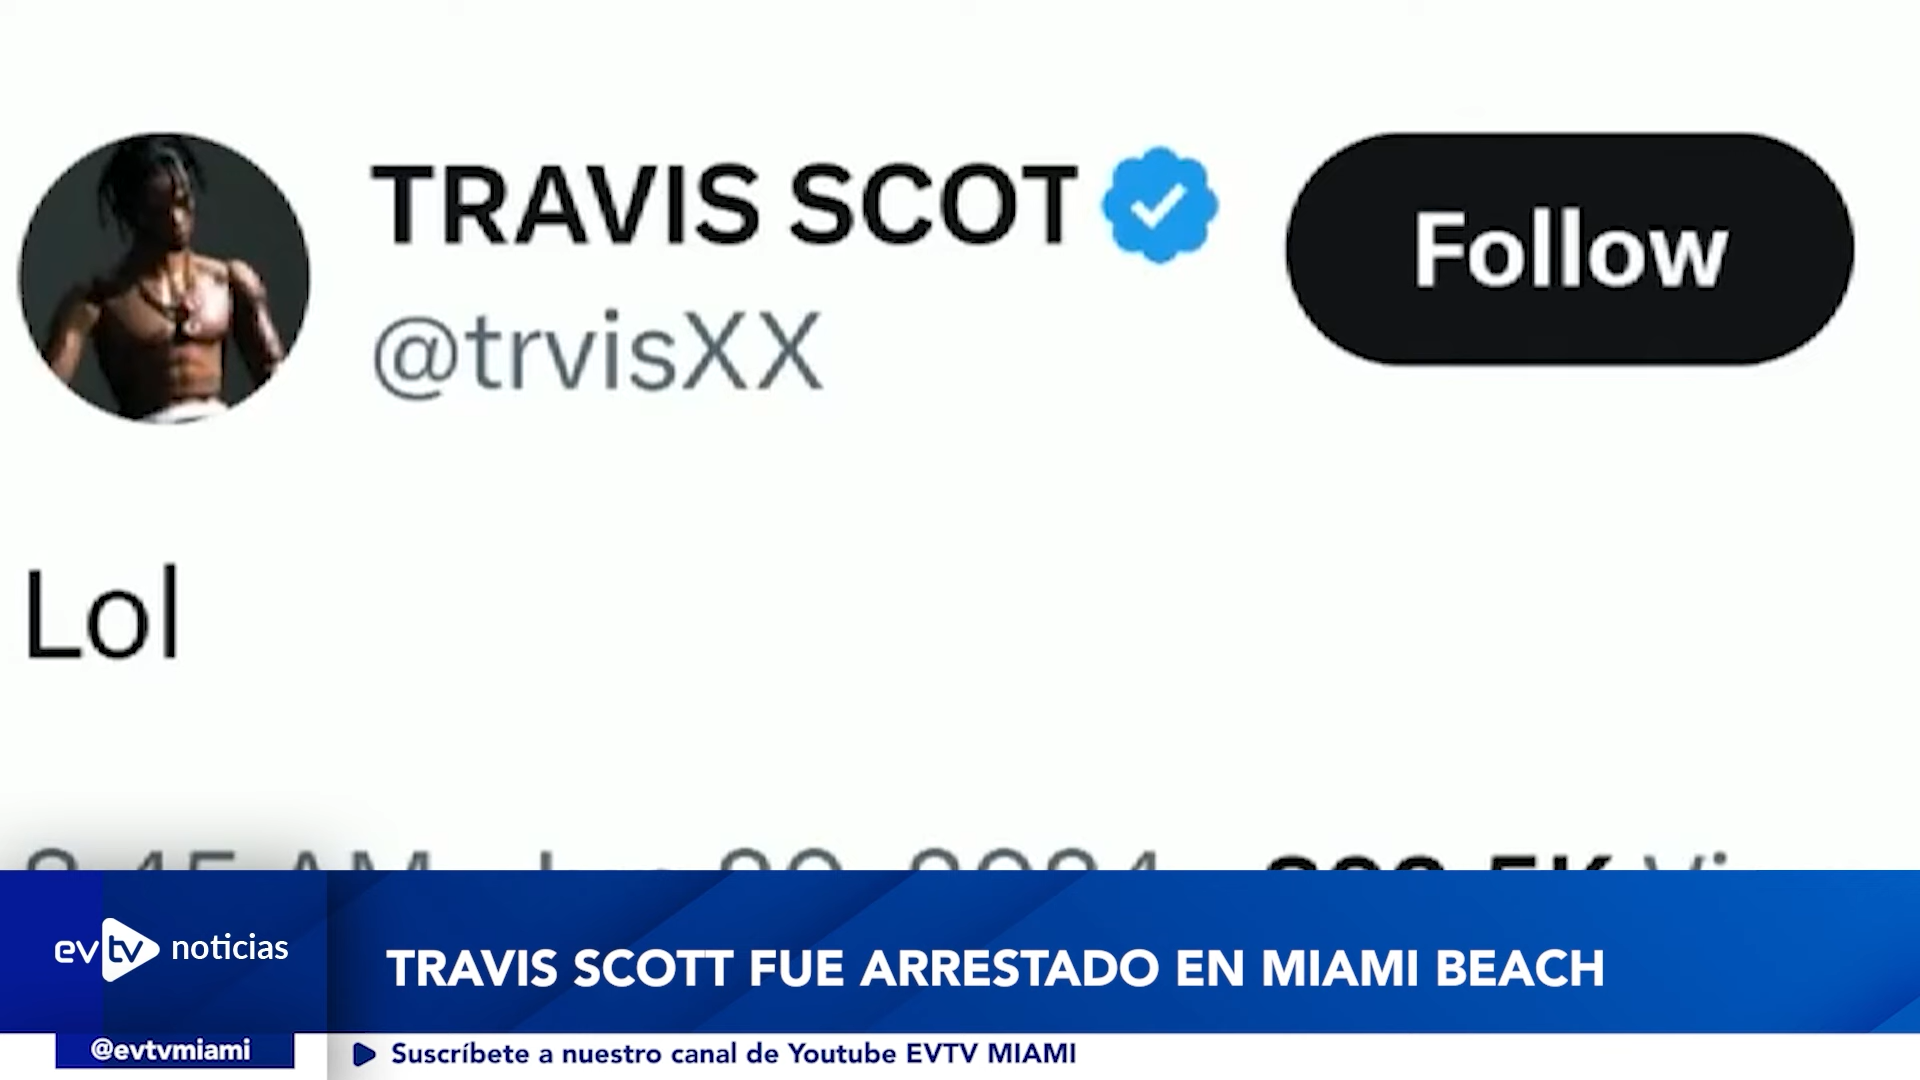 TRAVIS SCOT
@trvisXX
Follow
Lol
2024
evtv noticias
TRAVIS SCOTT FUE ARRESTADO EN MIAMI BEACH
@evtvmiami
Suscríbete a nuestro canal de Youtube EVTV MIAMI